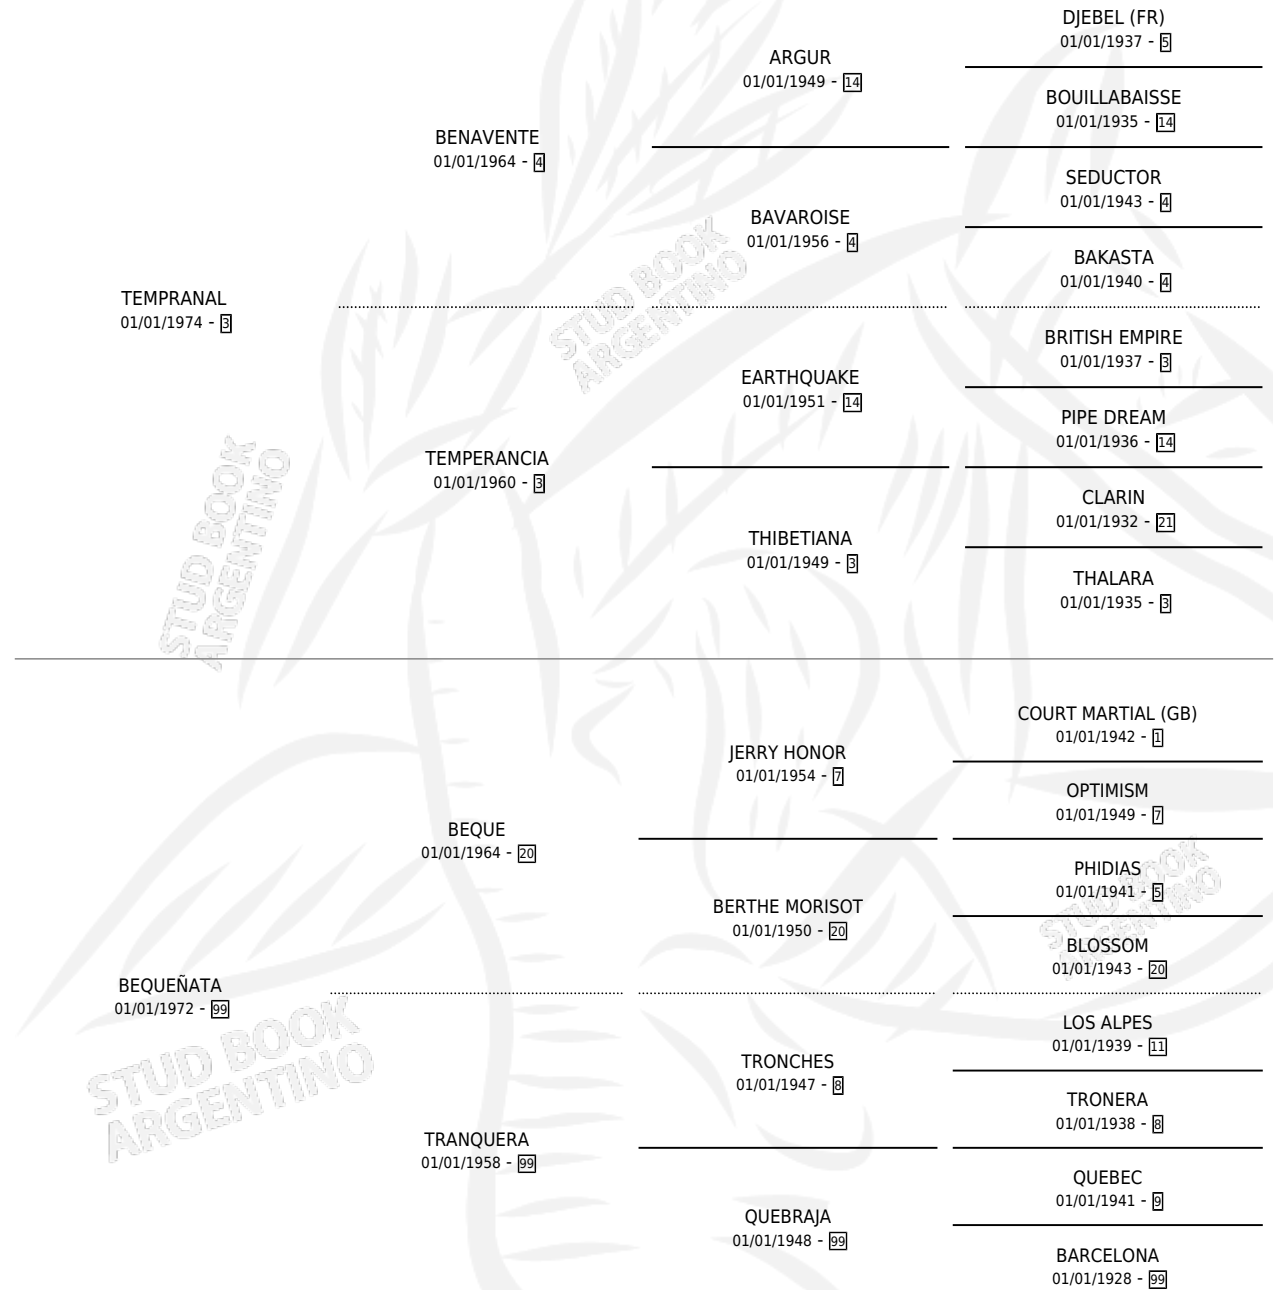 DJEBEL (FR)
01/01/1937 - 5
ARGUR
01/01/1949 - 14
BOUILLABAISSE
01/01/1935 - 14
BENAVENTE
01/01/1964 - 4
SEDUCTOR
01/01/1943 - 4
BAVAROISE
01/01/1956 - 4
BAKASTA
01/01/1940 - 4
TEMPRANAL
01/01/1974 - 3
STUD BOOK
ARGENTINO
BRITISH EMPIRE
01/01/1937 - 3
EARTHQUAKE
01/01/1951 - 14
PIPE DREAM
01/01/1936 - 14
TEMPERANCIA
01/01/1960 - 3
CLARIN
01/01/1932 - 21
THIBETIANA
01/01/1949 - 3
THALARA
01/01/1935 - 3
STUD BOOK
ARGENTINO
COURT MARTIAL (GB)
01/01/1942 - 1
JERRY HONOR
01/01/1954 - 7
OPTIMISM
01/01/1949 - 7
BEQUE
01/01/1964 - 20
PHIDIAS
01/01/1941 - 5
BERTHE MORISOT
01/01/1950 - 20
STUD BOOK
ARGENTINO
BLOSSOM
01/01/1943 - 20
BEQUEÑATA
01/01/1972 - 99
STUD BOOK
ARGENTINO
LOS ALPES
01/01/1939 - 11
TRONCHES
01/01/1947 - 8
TRONERA
01/01/1938 - 8
TRANQUERA
01/01/1958 - 99
QUEBEC
01/01/1941 - 9
QUEBRAJA
01/01/1948 - 99
BARCELONA
01/01/1928 - 99